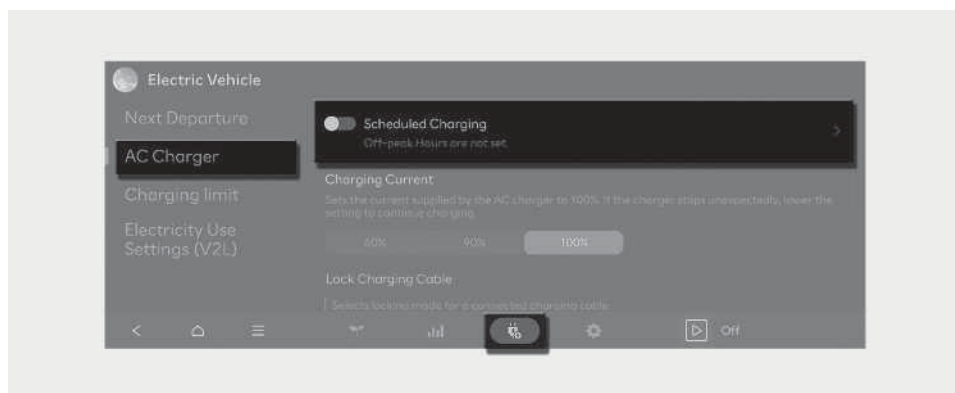 Electric Vehicle
Next Departure
AC Charger
Charging limit
Electricity Use
Settings (V2L)
Scheduled Charging
Off-peak Hours are not set.
Charging Current
Sets the current supplied by the AC charger to 100%. If the charger stops unexpectedly, lower the
setting to continue charging.
60% 90% 100%
Lock Charging Cable
Selects locking mode for a connected charging cable.
Off